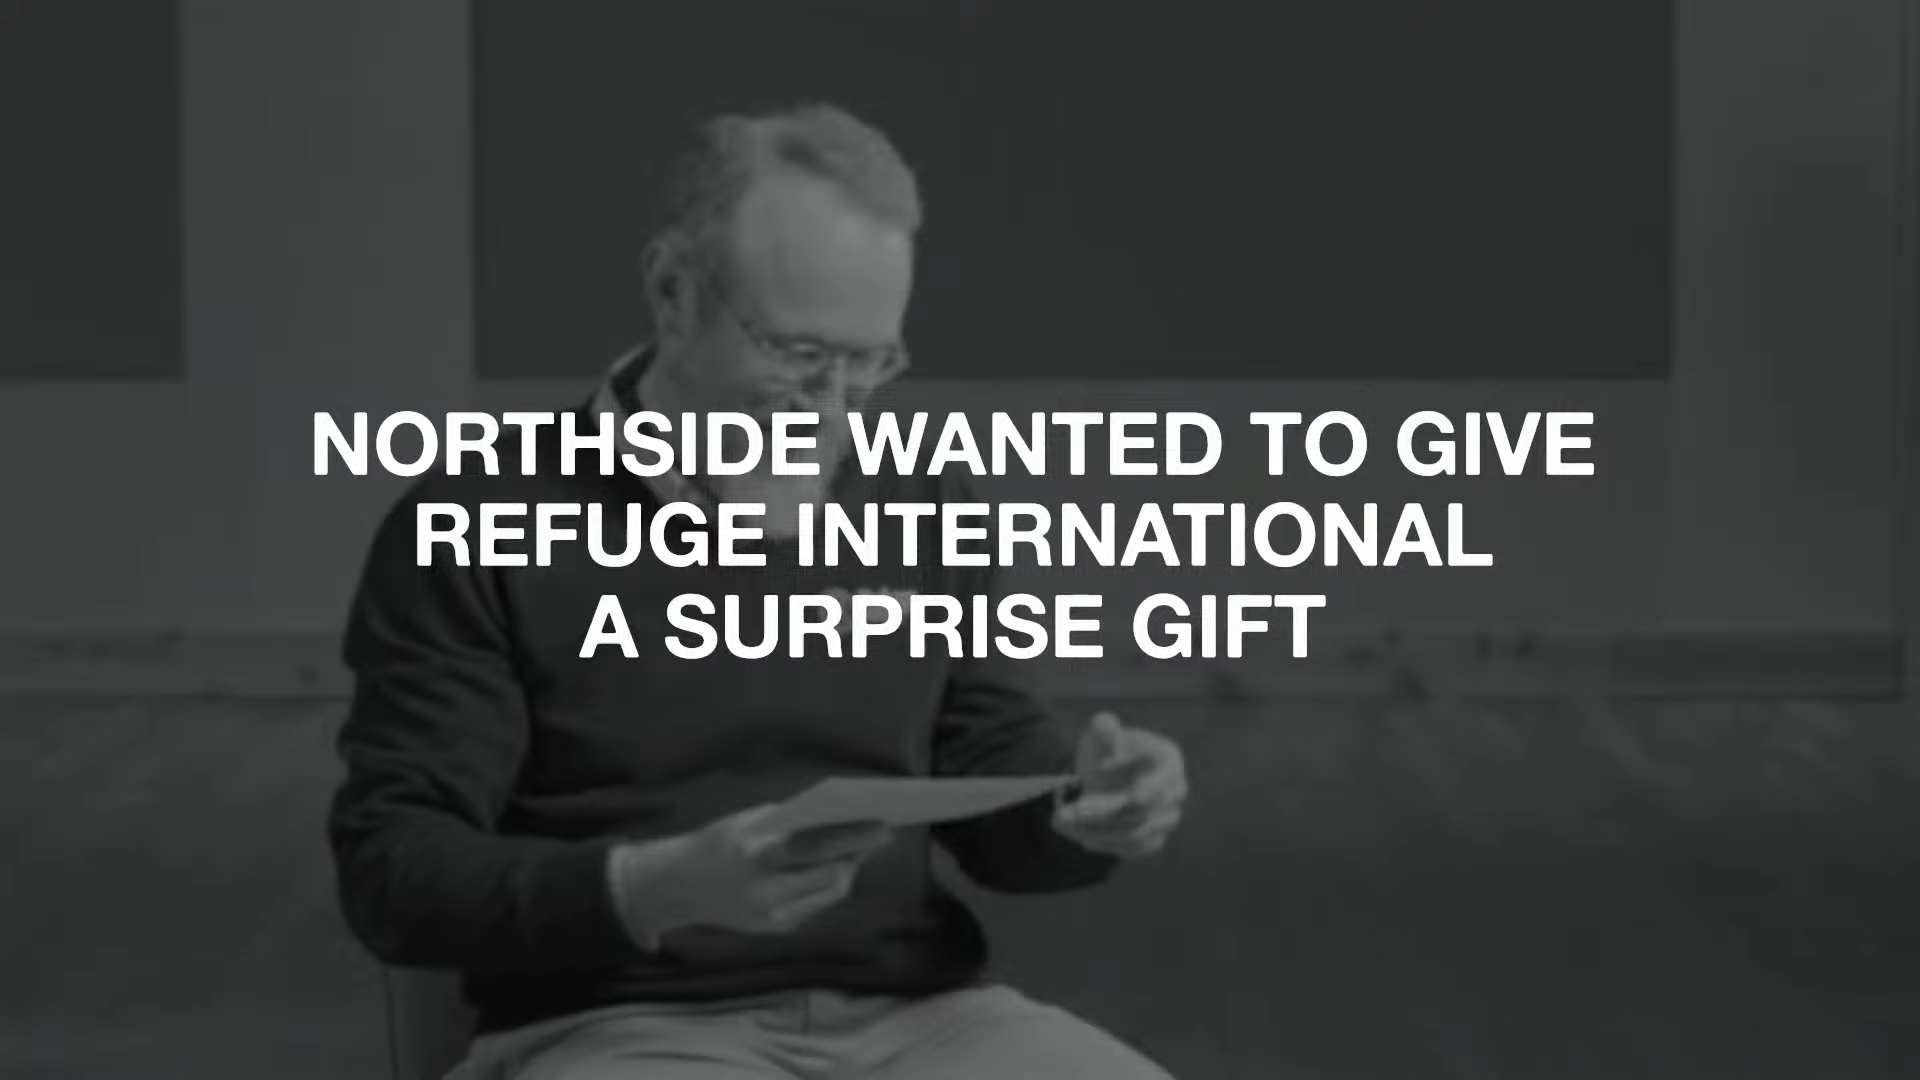 NORTHSIDE WANTED TO GIVE
REFUGE INTERNATIONAL
A SURPRISE GIFT